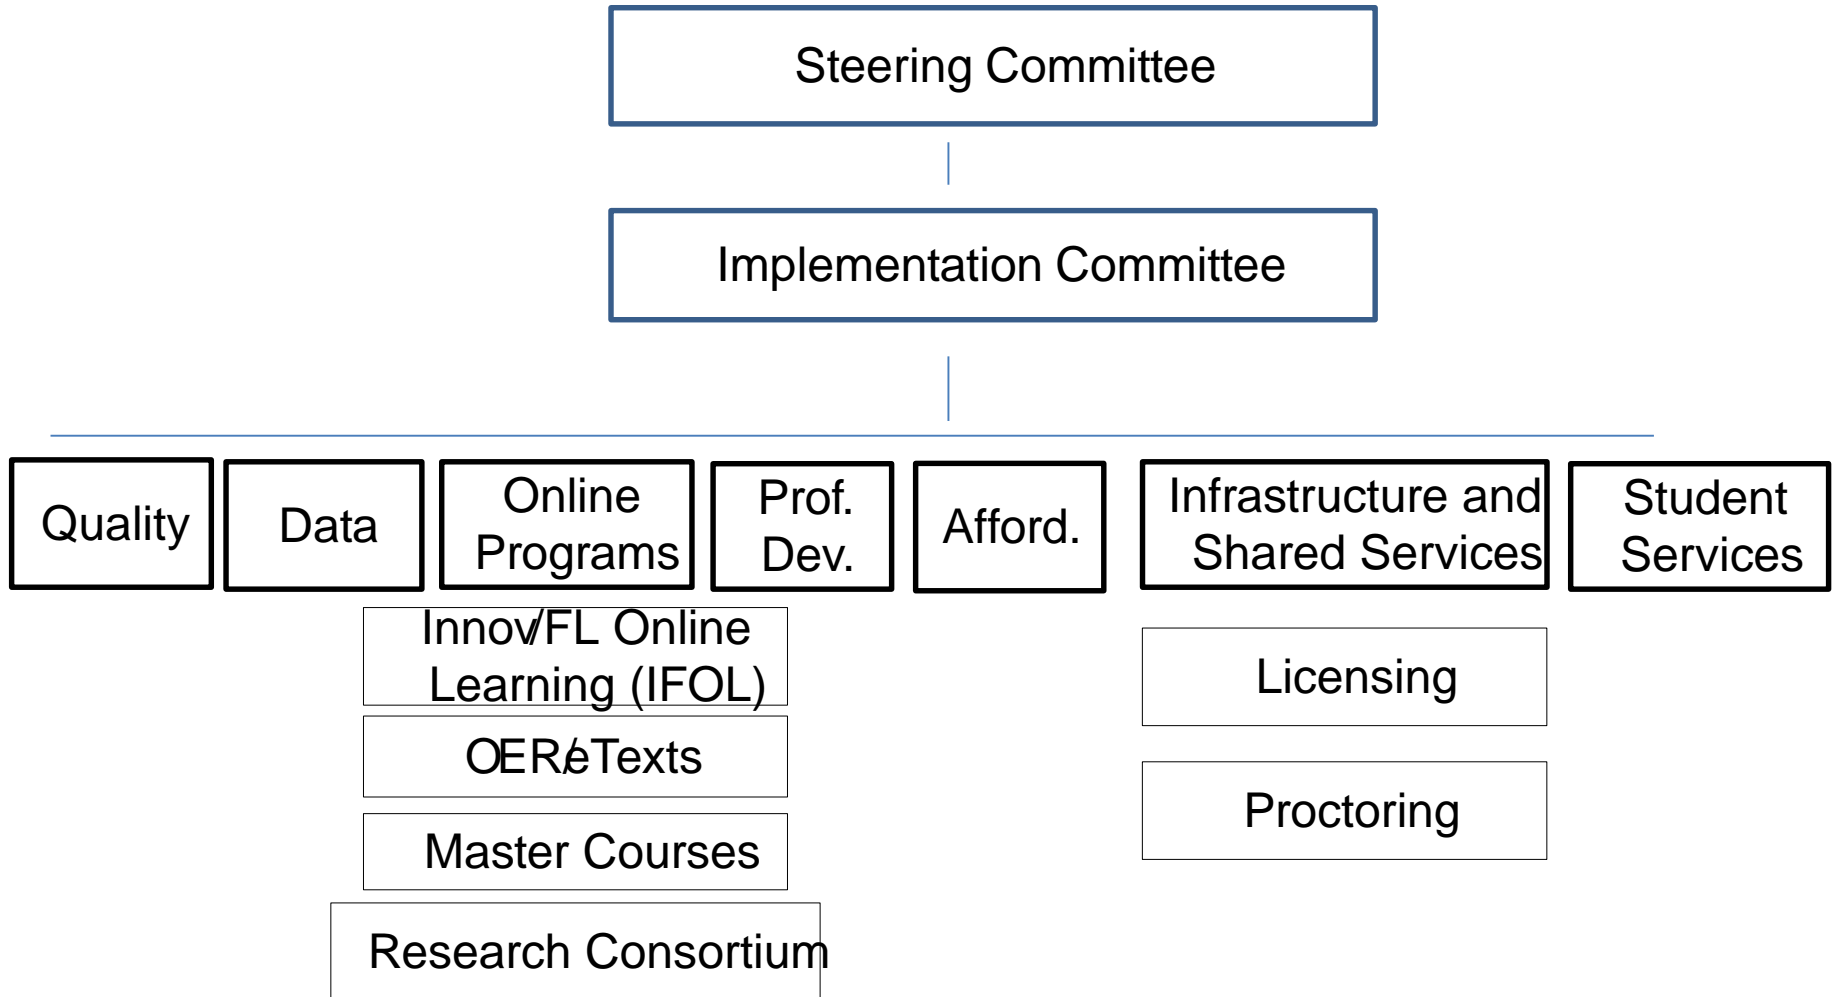 Steering Committee
Implementation Committee
Quality
Data
Online
Programs
Prof.
Dev.
Afford.
Infrastructure and
Shared Services
Student
Services
Innov/FL Online
Learning (IFOL)
OER/eTexts
Master Courses
Research Consortium
Licensing
Proctoring